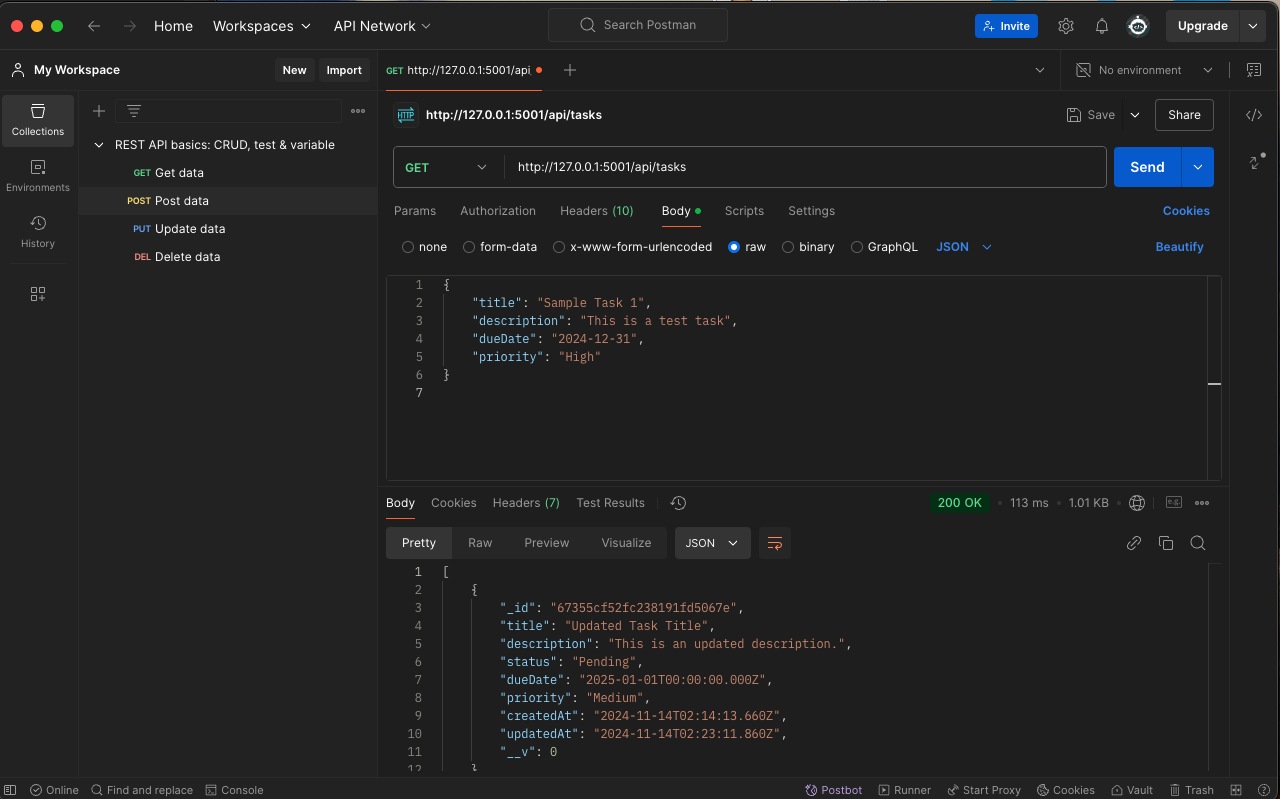 Home Workspaces API Network Search Postman Invite Upgrade
My Workspace New Import GET http://127.0.0.1:5001/api No environment
Collections
Environments
History
REST API basics: CRUD, test & variable
GET Get data
POST Post data
PUT Update data
DEL Delete data
HTTP http://127.0.0.1:5001/api/tasks Save Share
GET http://127.0.0.1:5001/api/tasks Send
Params Authorization Headers (10) Body Scripts Settings Cookies
none form-data x-www-form-urlencoded raw binary GraphQL JSON Beautify
1 {
2 "title": "Sample Task 1",
3 "description": "This is a test task",
4 "dueDate": "2024-12-31",
5 "priority": "High"
6 }
7
Body Cookies Headers (7) Test Results 200 OK • 113 ms • 1.01 KB
Pretty Raw Preview Visualize JSON
1 [
2 {
3 "_id": "67355cf52fc238191fd5067e",
4 "title": "Updated Task Title",
5 "description": "This is an updated description.",
6 "status": "Pending",
7 "dueDate": "2025-01-01T00:00:00.000Z",
8 "priority": "Medium",
9 "createdAt": "2024-11-14T02:14:13.660Z",
10 "updatedAt": "2024-11-14T02:23:11.860Z",
11 "__v": 0
12 }
Online Find and replace Console Postbot Runner Start Proxy Cookies Vault Trash